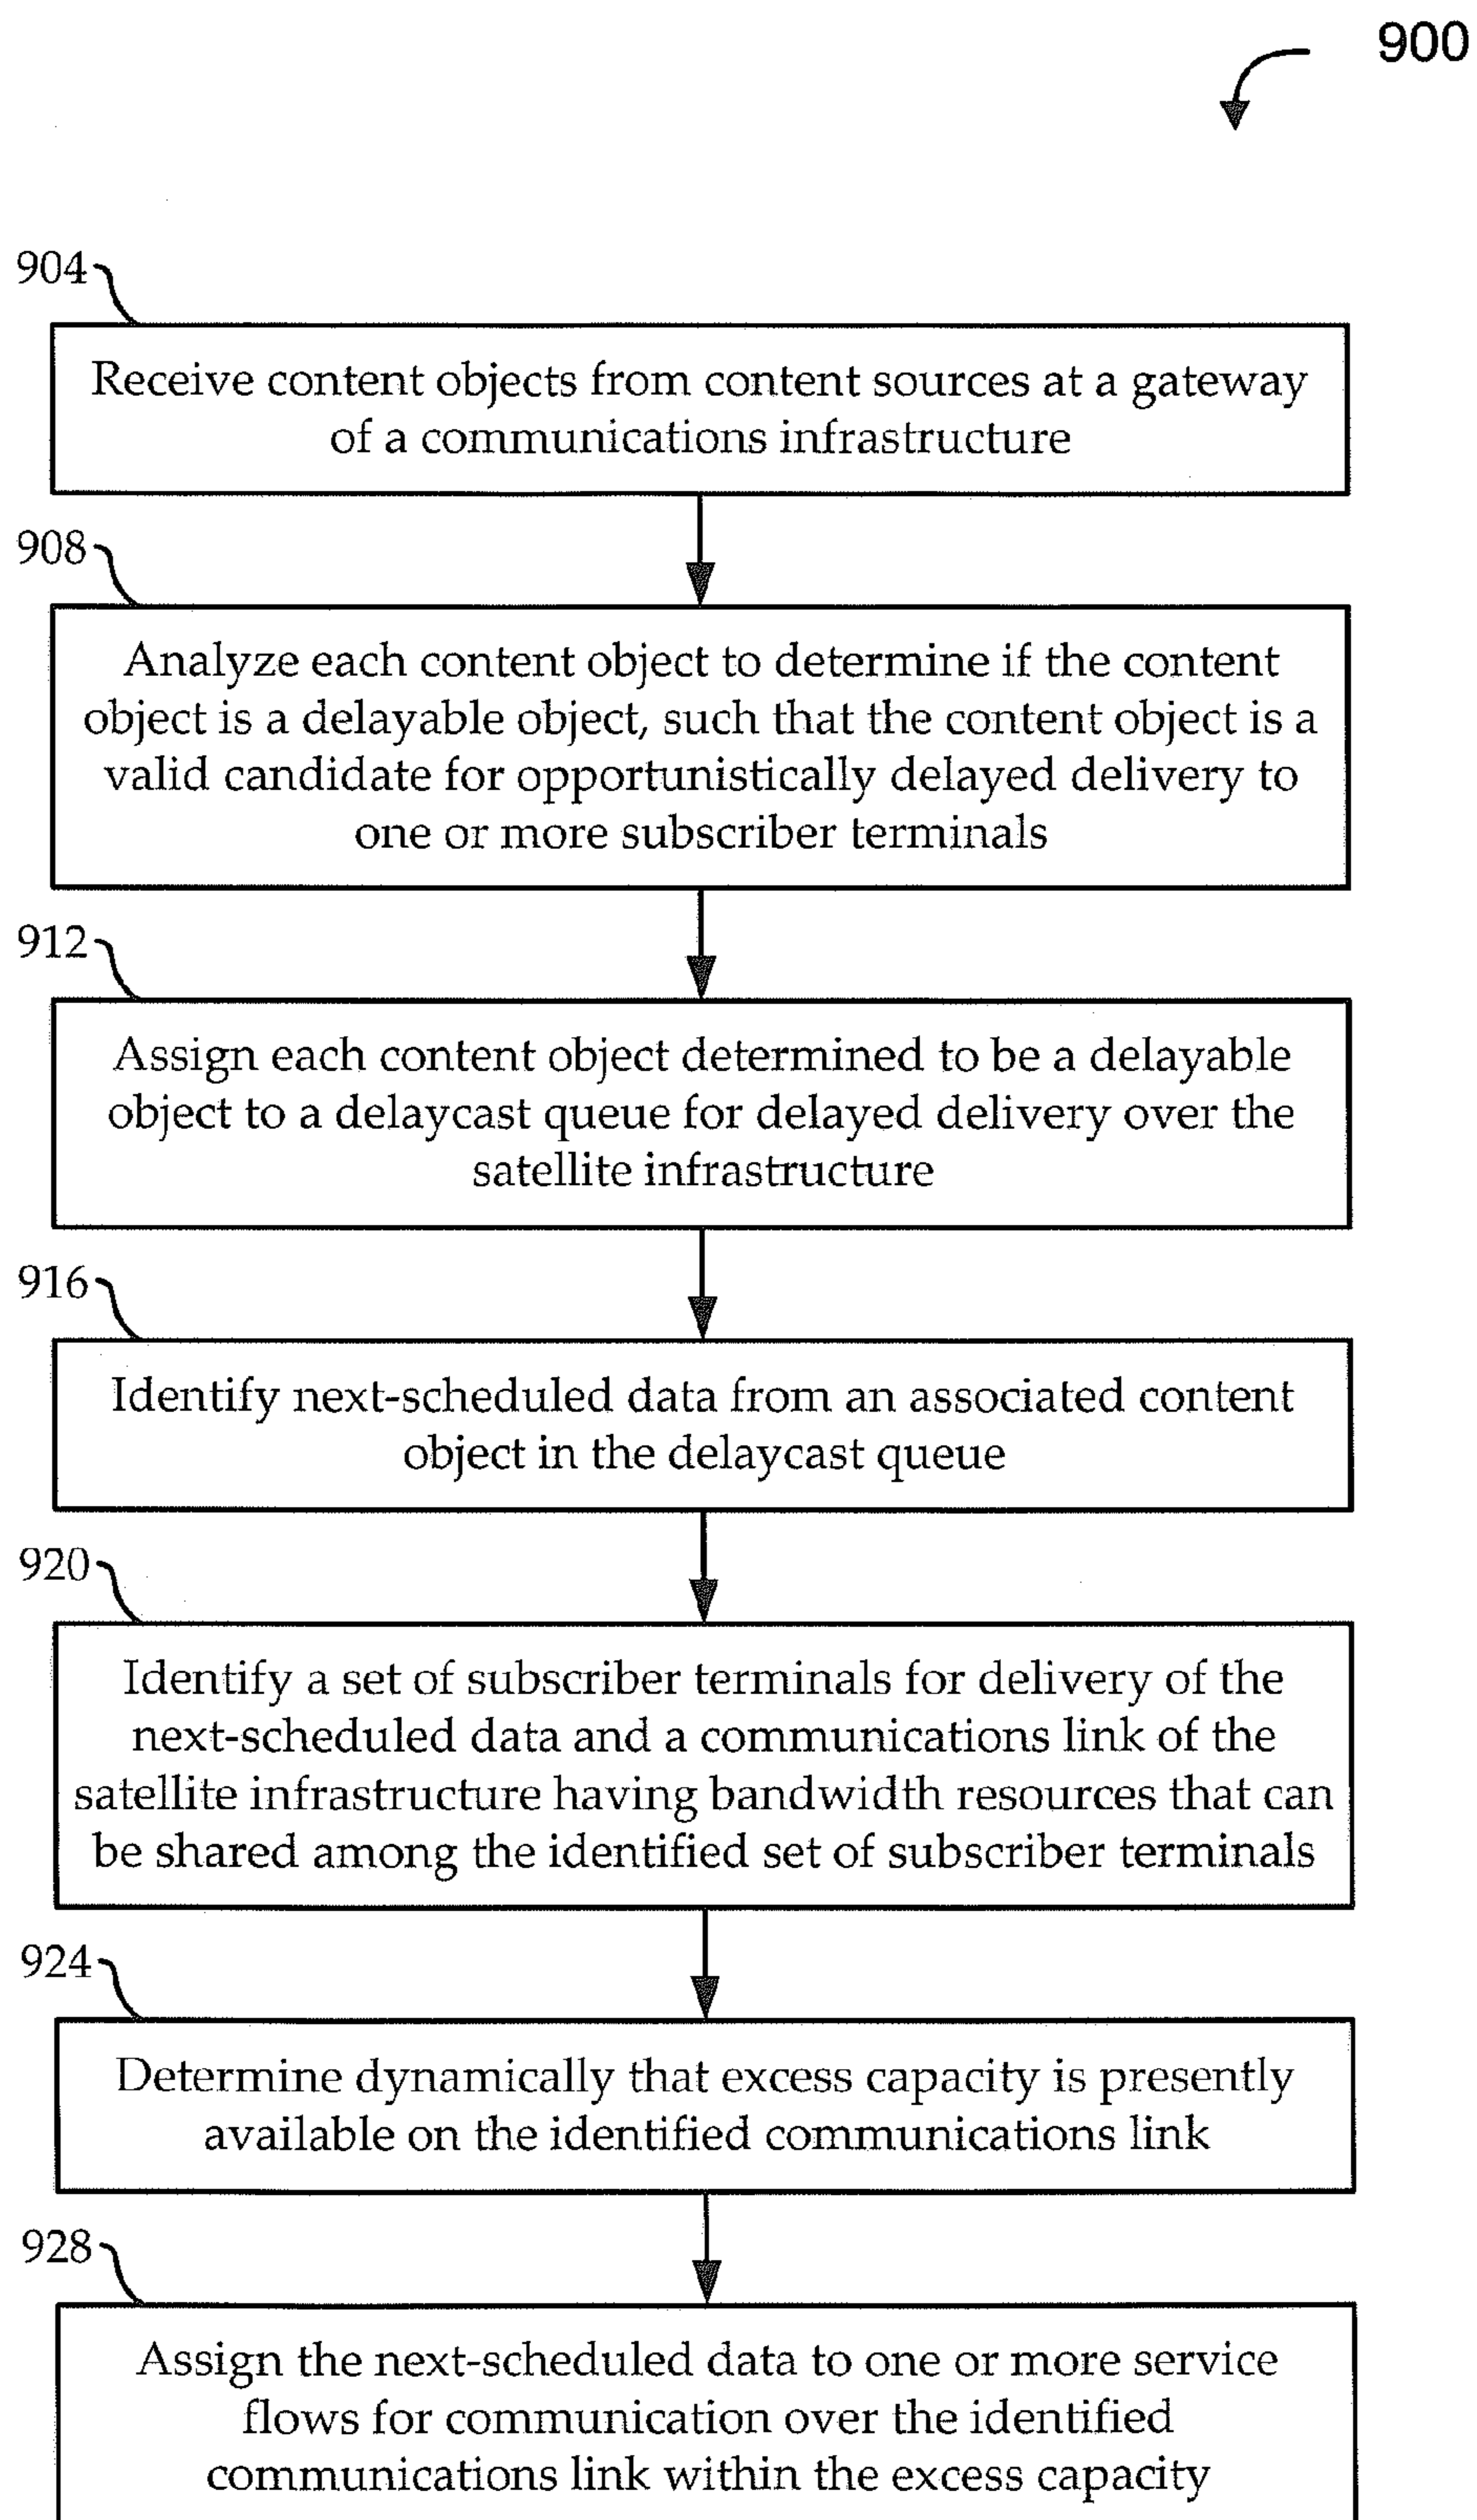 900
904
Receive content objects from content sources at a gateway
of a communications infrastructure
908
Analyze each content object to determine if the content
object is a delayable object, such that the content object is a
valid candidate for opportunistically delayed delivery to
one or more subscriber terminals
912
Assign each content object determined to be a delayable
object to a delaycast queue for delayed delivery over the
satellite infrastructure
916
Identify next-scheduled data from an associated content
object in the delaycast queue
920
Identify a set of subscriber terminals for delivery of the
next-scheduled data and a communications link of the
satellite infrastructure having bandwidth resources that can
be shared among the identified set of subscriber terminals
924
Determine dynamically that excess capacity is presently
available on the identified communications link
928
Assign the next-scheduled data to one or more service
flows for communication over the identified
communications link within the excess capacity